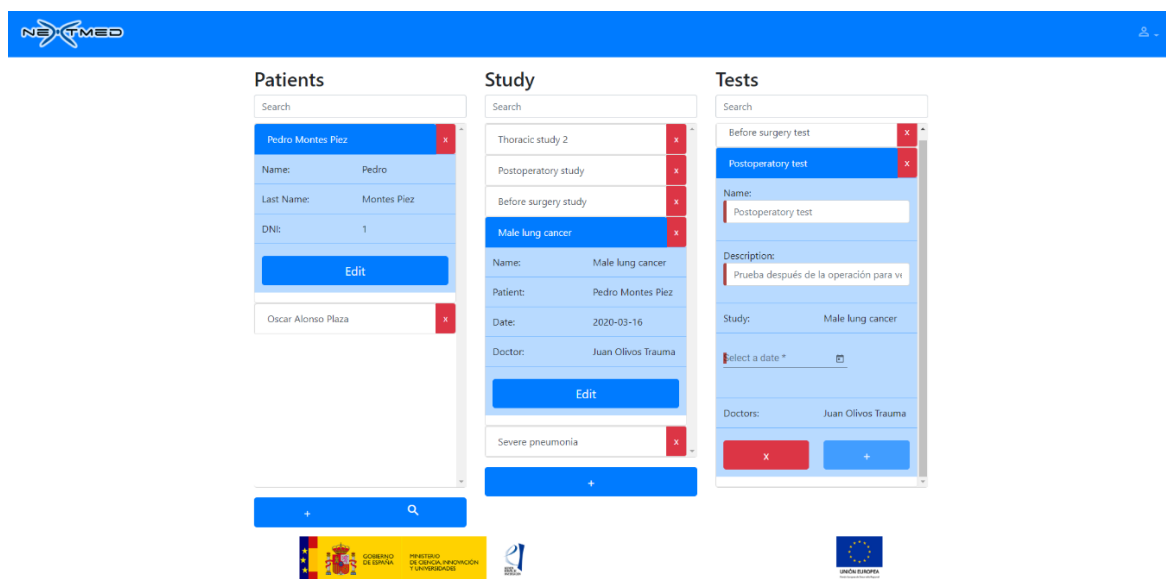 NEXTMED
Patients
Search
Pedro Montes Piez
x
Name:
Pedro
Last Name:
Montes Piez
DNI:
1
Edit
Oscar Alonso Plaza
x
+
Study
Search
Thoracic study 2
x
Postoperatory study
x
Before surgery study
x
Male lung cancer
x
Name:
Male lung cancer
Patient:
Pedro Montes Piez
Date:
2020-03-16
Doctor:
Juan Olivos Trauma
Edit
Severe pneumonia
x
+
Tests
Search
Before surgery test
x
Postoperatory test
x
Name:
Postoperatory test
Description:
Prueba después de la operación para ve
Study:
Male lung cancer
Select a date *
Doctors:
Juan Olivos Trauma
x
+
GOBIERNO
DE ESPAÑA
MINISTERIO
DE CIENCIA, INNOVACIÓN
Y UNIVERSIDADES
UNIÓN EUROPEA